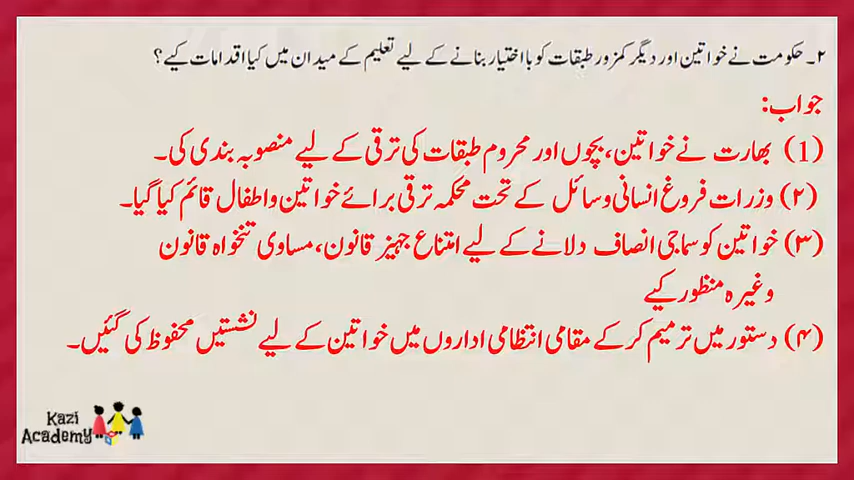 ۲۔ حکومت نے خواتین اور دیگر کمزور طبقات کو با اختیار بنانے کے لیے تعلیم کے میدان میں کیا اقدامات کیے؟
جواب:
(1) بھارت نے خواتین، بچوں اور محروم طبقات کی ترقی کے لیے منصوبہ بندی کی۔
(۲) وزرات فروغ انسانی وسائل کے تحت محکمہ ترقی برائے خواتین و اطفال قائم کیا گیا۔
(۳) خواتین کو سماجی انصاف دلانے کے لیے امتناع جہیز قانون، مساوی تنخواہ قانون
وغیرہ منظور کیے
(۴) دستور میں ترمیم کر کے مقامی انتظامی اداروں میں خواتین کے لیے نشستیں محفوظ کی گئیں۔
Kazi
Academy